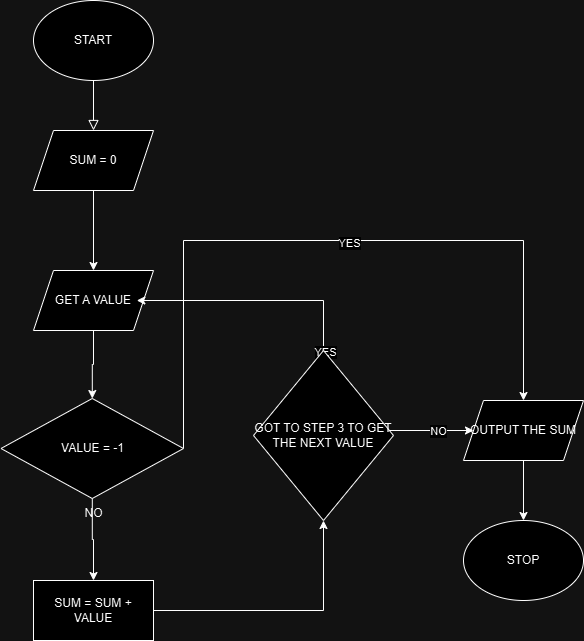 START
SUM = 0
YES
GET A VALUE
YES
GOT TO STEP 3 TO GET
THE NEXT VALUE
NO
OUTPUT THE SUM
VALUE = -1
NO
STOP
SUM = SUM +
VALUE